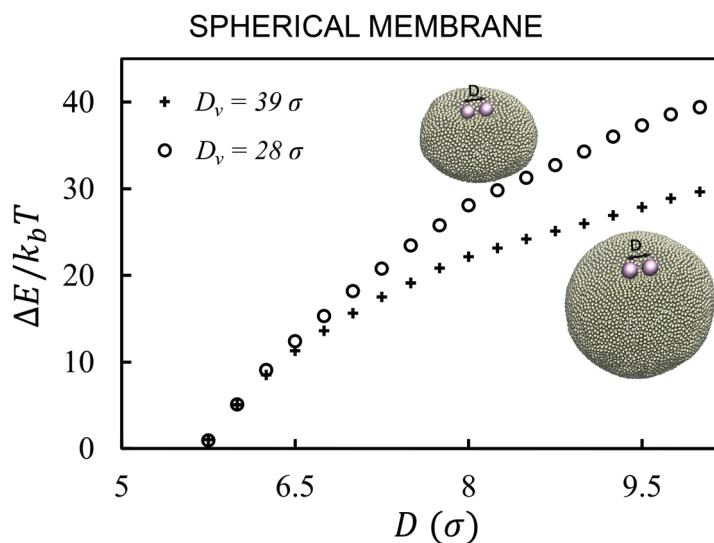 SPHERICAL MEMBRANE
ΔE/k_bT
40
30
20
10
0
D_v = 39 σ
D_v = 28 σ
D
D
5
6.5
8
9.5
D (σ)